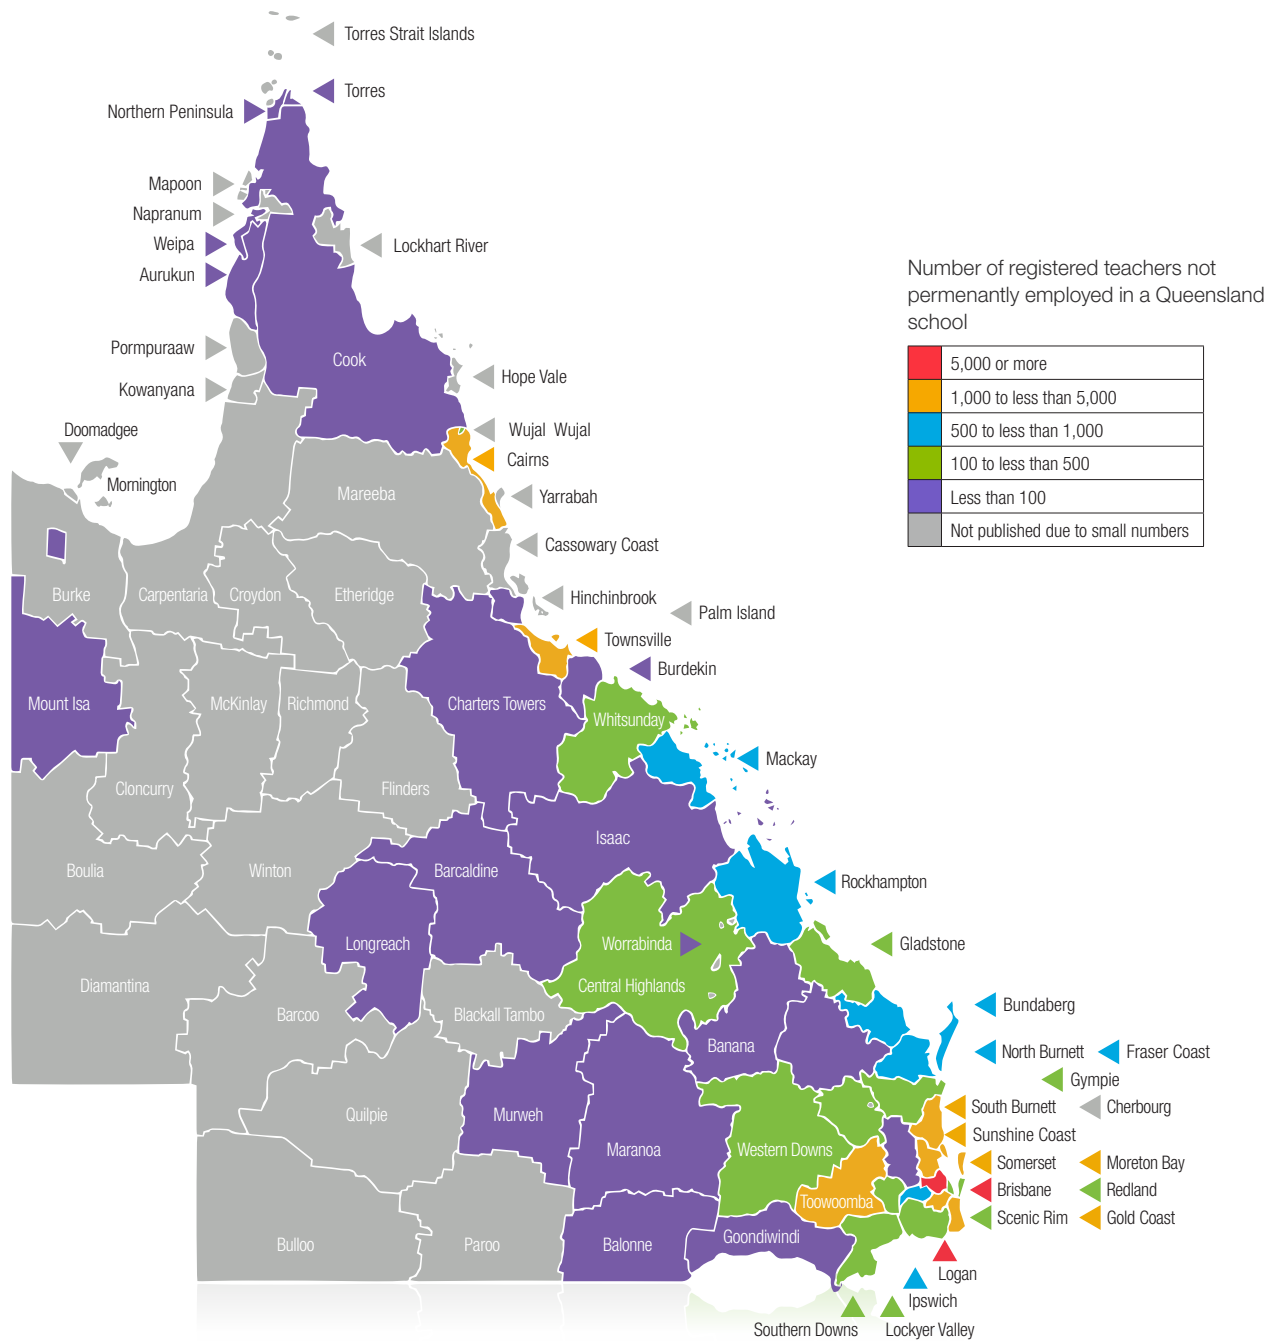 Torres Strait Islands
Torres
Northern Peninsula
Mapoon
Napranum
Weipa
Lockhart River
Aurukun
Number of registered teachers not
permenantly employed in a Queensland
school
5,000 or more
1,000 to less than 5,000
500 to less than 1,000
100 to less than 500
Less than 100
Not published due to small numbers
Pormpuraaw
Cook
Hope Vale
Kowanyana
Doomadgee
Wujal Wujal
Cairns
Mornington
Mareeba
Yarrabah
Cassowary Coast
Burke
Carpentaria
Croydon
Etheridge
Hinchinbrook
Palm Island
Townsville
Burdekin
Mount Isa
McKinlay
Richmond
Charters Towers
Whitsunday
Mackay
Cloncurry
Flinders
Isaac
Boulia
Winton
Barcaldine
Rockhampton
Longreach
Worrabinda
Gladstone
Diamantina
Central Highlands
Barcoo
Blackall Tambo
Bundaberg
Banana
North Burnett
Fraser Coast
Gympie
Quilpie
Murweh
South Burnett
Cherbourg
Sunshine Coast
Maranoa
Western Downs
Somerset
Moreton Bay
Brisbane
Redland
Toowoomba
Scenic Rim
Gold Coast
Bulloo
Paroo
Balonne
Goondiwindi
Logan
Ipswich
Southern Downs
Lockyer Valley